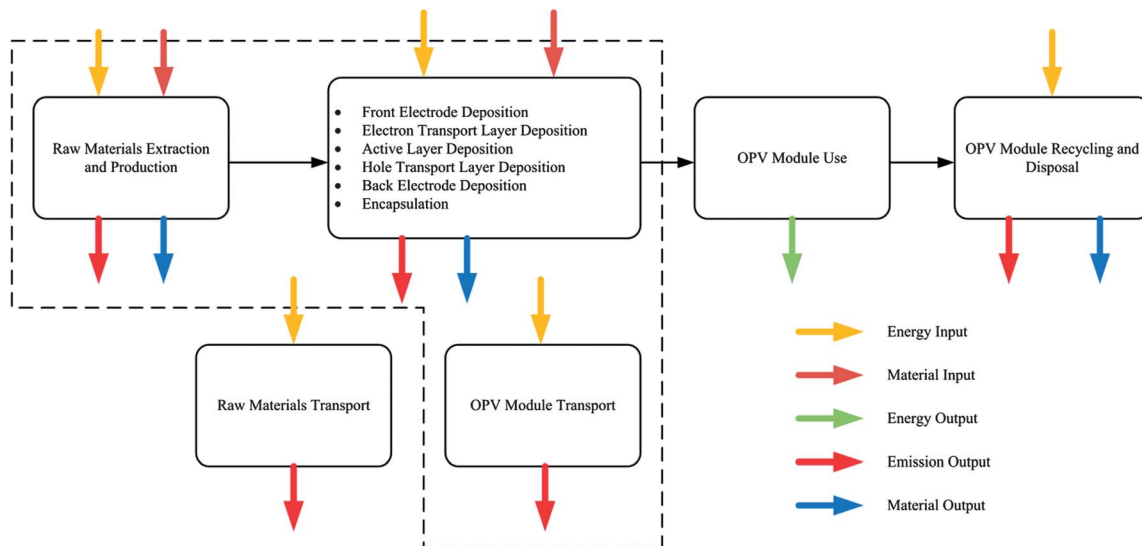 Raw Materials Extraction
and Production
• Front Electrode Deposition
• Electron Transport Layer Deposition
• Active Layer Deposition
• Hole Transport Layer Deposition
• Back Electrode Deposition
• Encapsulation
OPV Module Use
OPV Module Recycling and
Disposal
Raw Materials Transport
OPV Module Transport
Energy Input
Material Input
Energy Output
Emission Output
Material Output